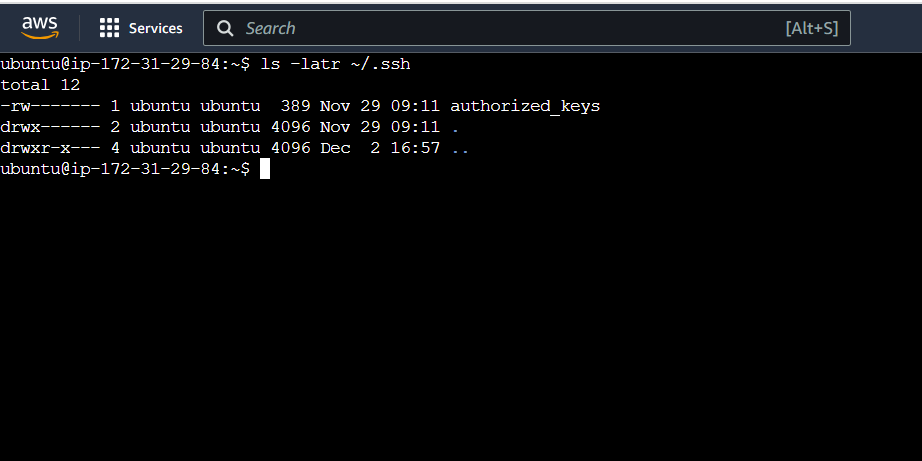 aws Services Search [Alt+S]
ubuntu@ip-172-31-29-84:~$ ls -latr ~/.ssh
total 12
-rw------- 1 ubuntu ubuntu  389 Nov 29 09:11 authorized_keys
drwx------ 2 ubuntu ubuntu 4096 Nov 29 09:11 .
drwxr-x--- 4 ubuntu ubuntu 4096 Dec  2 16:57 ..
ubuntu@ip-172-31-29-84:~$